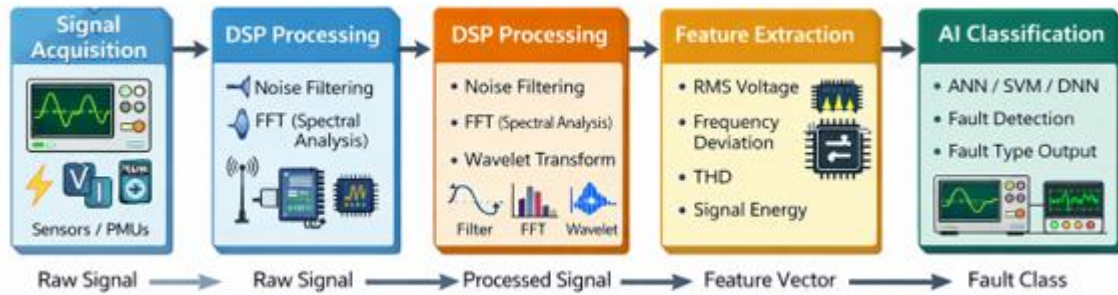 Signal
Acquisition
V I
Sensors / PMUs
DSP Processing
Noise Filtering
FFT (Spectral
Analysis)
DSP Processing
• Noise Filtering
• FFT (Spectral Analysis)
• Wavelet Transform
Filter FFT Wavelet
Feature Extraction
• RMS Voltage
• Frequency
Deviation
• THD
• Signal Energy
AI Classification
• ANN / SVM / DNN
• Fault Detection
• Fault Type Output
Raw Signal Raw Signal Processed Signal Feature Vector Fault Class